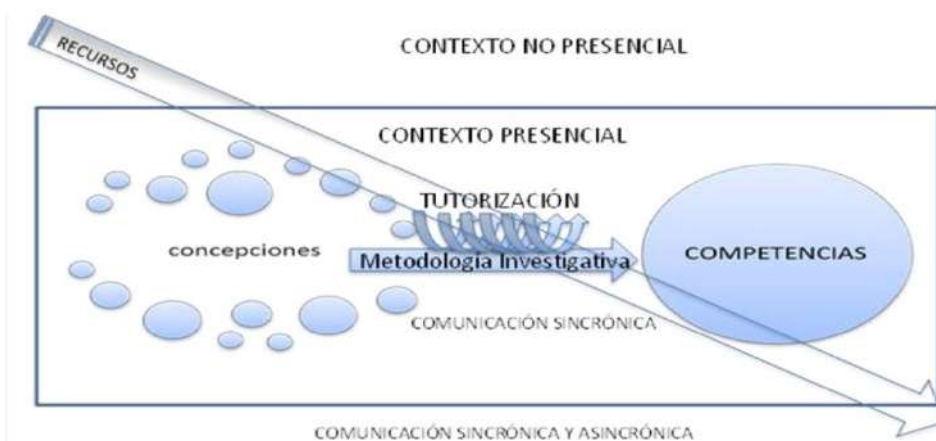 RECURSOS
CONTEXTO NO PRESENCIAL
CONTEXTO PRESENCIAL
TUTORIZACIÓN
concepciones
Metodología Investigativa
COMPETENCIAS
COMUNICACIÓN SINCRÓNICA
COMUNICACIÓN SINCRÓNICA Y ASINCRÓNICA